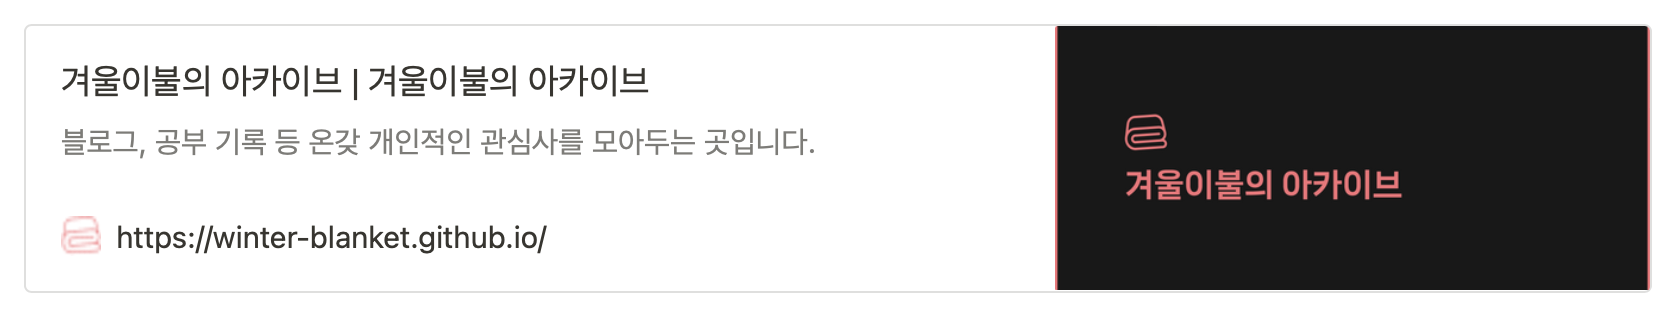 겨울이불의 아카이브 | 겨울이불의 아카이브
블로그, 공부 기록 등 온갖 개인적인 관심사를 모아두는 곳입니다.
https://winter-blanket.github.io/
겨울이불의 아카이브